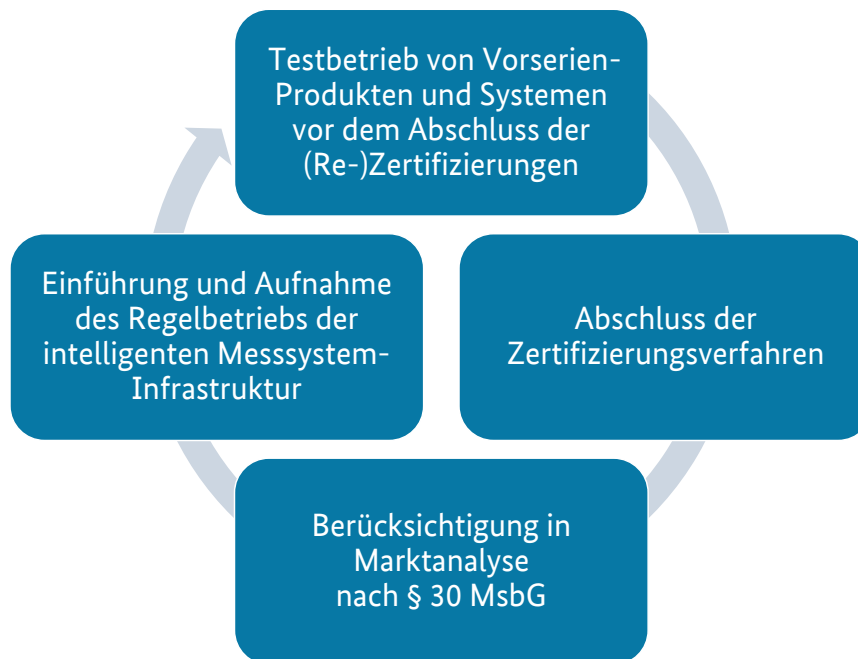 Testbetrieb von Vorserien-
Produkten und Systemen
vor dem Abschluss der
(Re-)Zertifizierungen
Einführung und Aufnahme
des Regelbetriebs der
intelligenten Messsystem-
Infrastruktur
Abschluss der
Zertifizierungsverfahren
Berücksichtigung in
Marktanalyse
nach § 30 MsbG